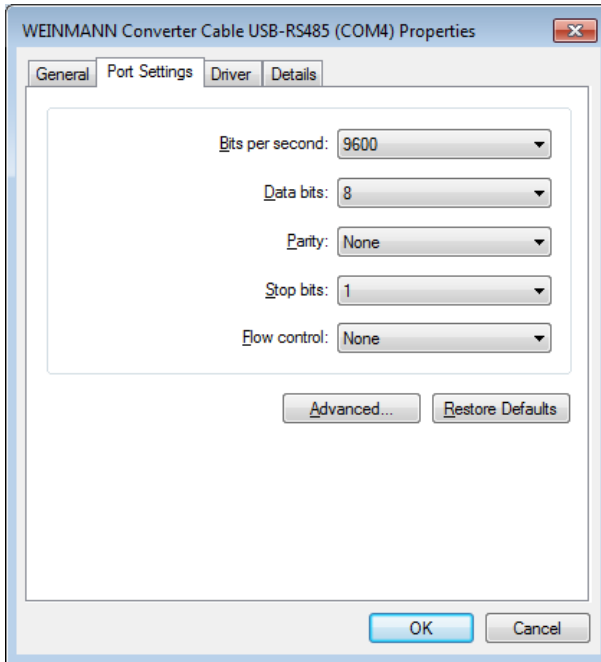 WEINMANN Converter Cable USB-RS485 (COM4) Properties
General Port Settings Driver Details
Bits per second: 9600
Data bits: 8
Parity: None
Stop bits: 1
Flow control: None
Advanced... Restore Defaults
OK Cancel